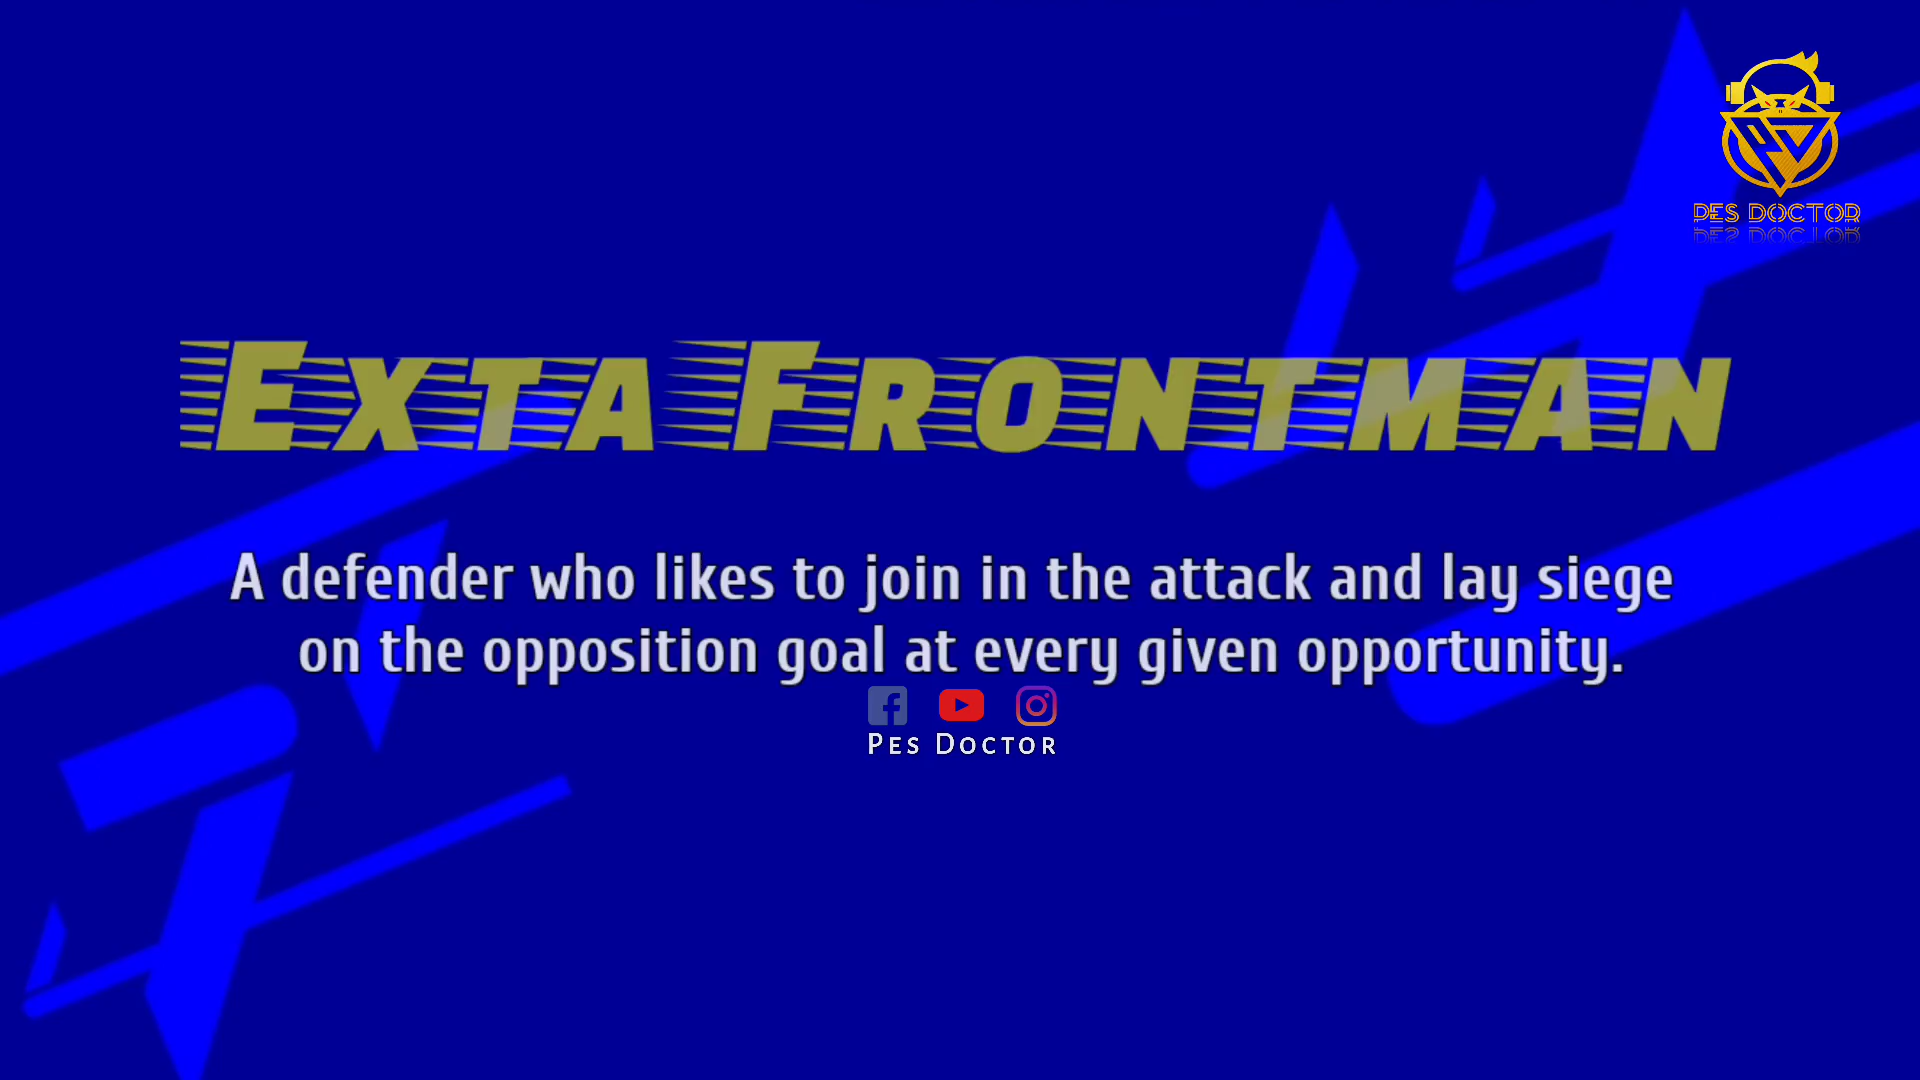 PES DOCTOR
Exta Frontman
A defender who likes to join in the attack and lay siege
on the opposition goal at every given opportunity.
Pes Doctor